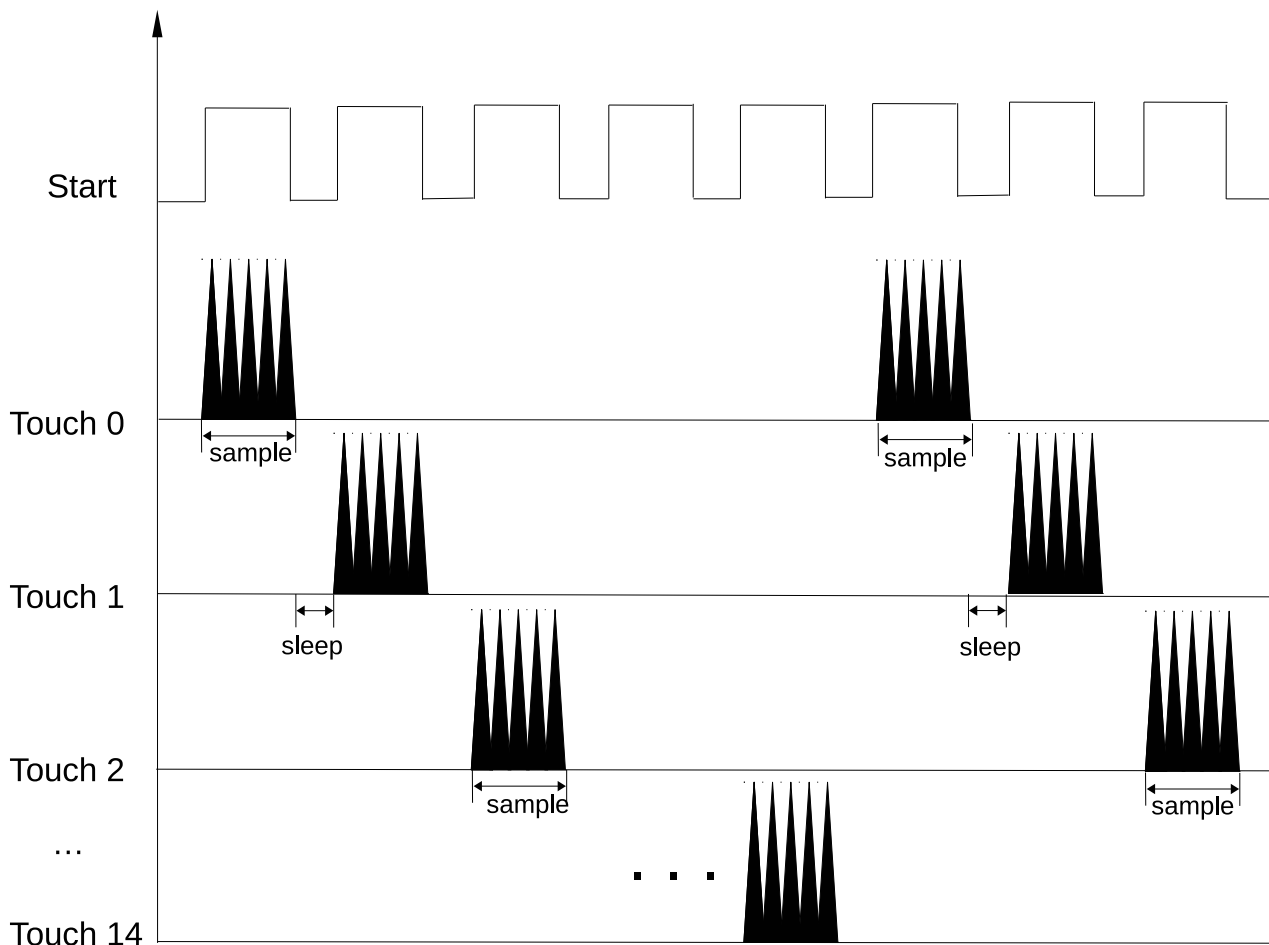 Start
Touch 0
sample
sample
Touch 1
sleep
sleep
Touch 2
sample
sample
...
. . .
Touch 14